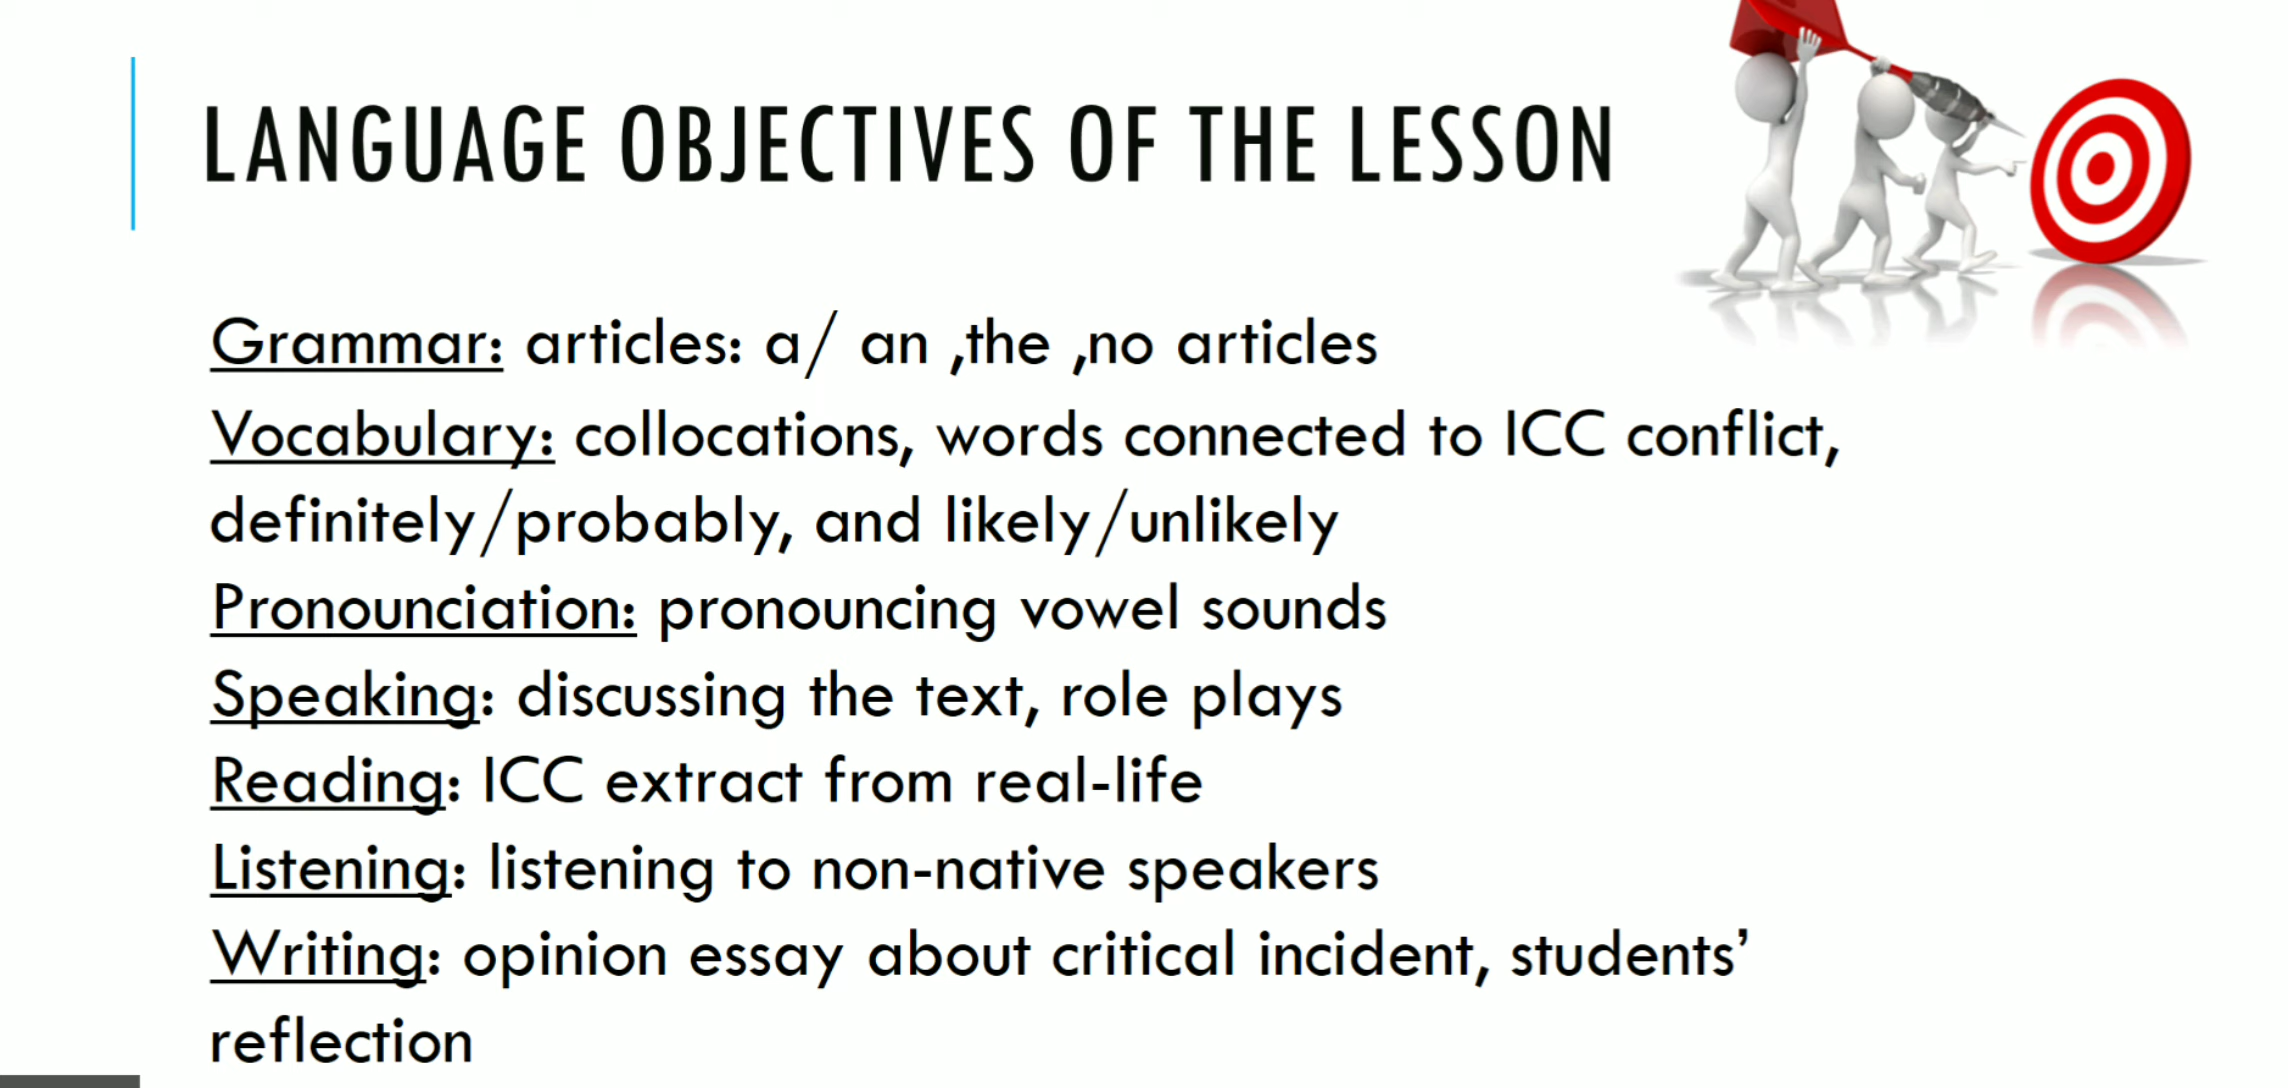 LANGUAGE OBJECTIVES OF THE LESSON
Grammar: articles: a/ an ,the ,no articles
Vocabulary: collocations, words connected to ICC conflict,
definitely/probably, and likely/unlikely
Pronounciation: pronouncing vowel sounds
Speaking: discussing the text, role plays
Reading: ICC extract from real-life
Listening: listening to non-native speakers
Writing: opinion essay about critical incident, students’
reflection